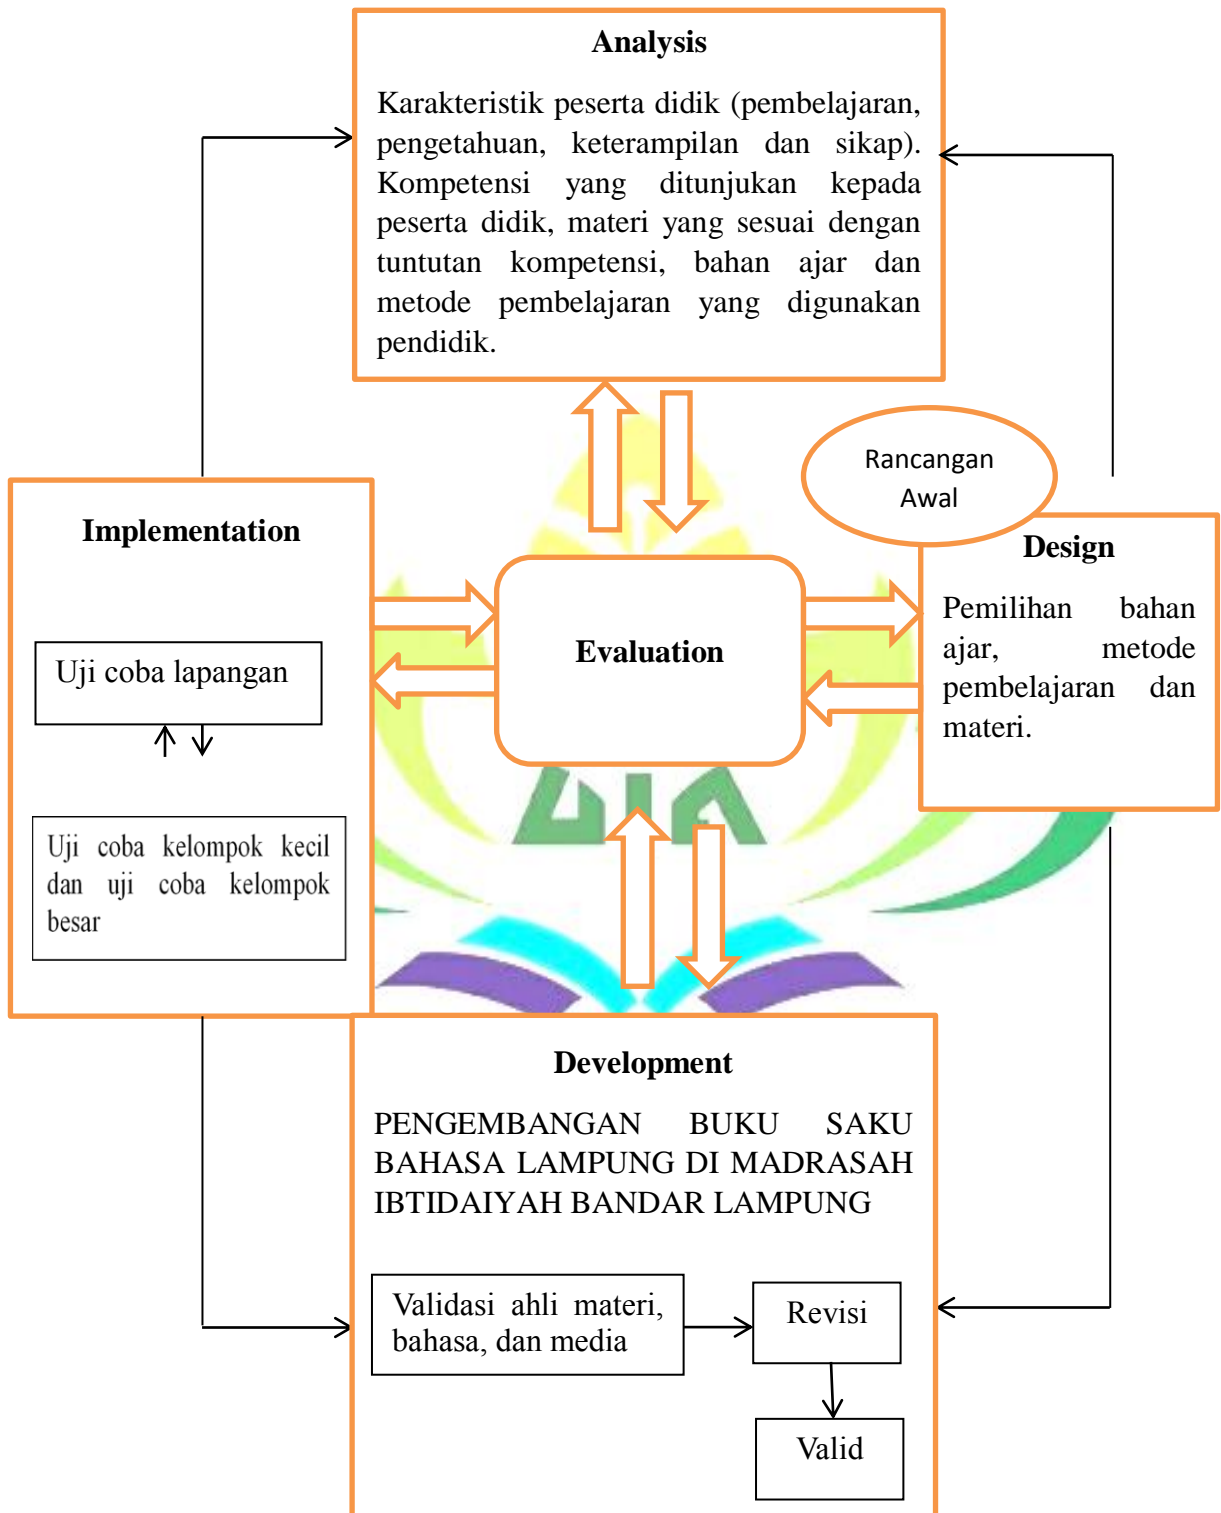 Analysis
Karakteristik peserta didik (pembelajaran,
pengetahuan, keterampilan dan sikap).
Kompetensi yang ditunjukan kepada
peserta didik, materi yang sesuai dengan
tuntutan kompetensi, bahan ajar dan
metode pembelajaran yang digunakan
pendidik.
Rancangan
Awal
Implementation
Uji coba lapangan
Uji coba kelompok kecil
dan uji coba kelompok
besar
Evaluation
Design
Pemilihan bahan
ajar, metode
pembelajaran dan
materi.
Development
PENGEMBANGAN BUKU SAKU
BAHASA LAMPUNG DI MADRASAH
IBTIDAIYAH BANDAR LAMPUNG
Validasi ahli materi,
bahasa, dan media
Revisi
Valid